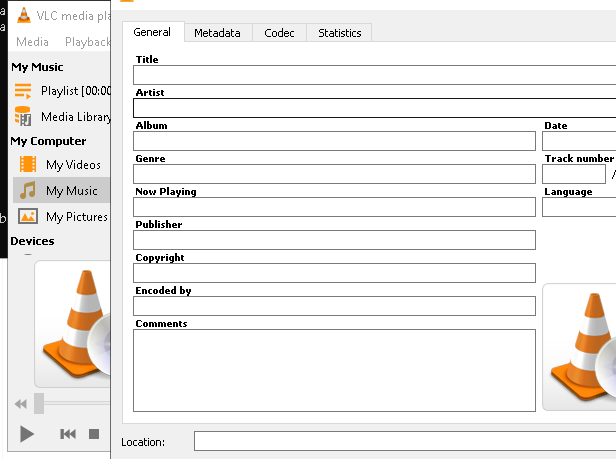 VLC media pla
Media Playback
My Music
Playlist [00:00
Media Library
My Computer
My Videos
My Music
My Pictures
Devices
General Metadata Codec Statistics
Title
Artist
Album Date
Genre Track number
/
Now Playing Language
Publisher
Copyright
Encoded by
Comments
Location: